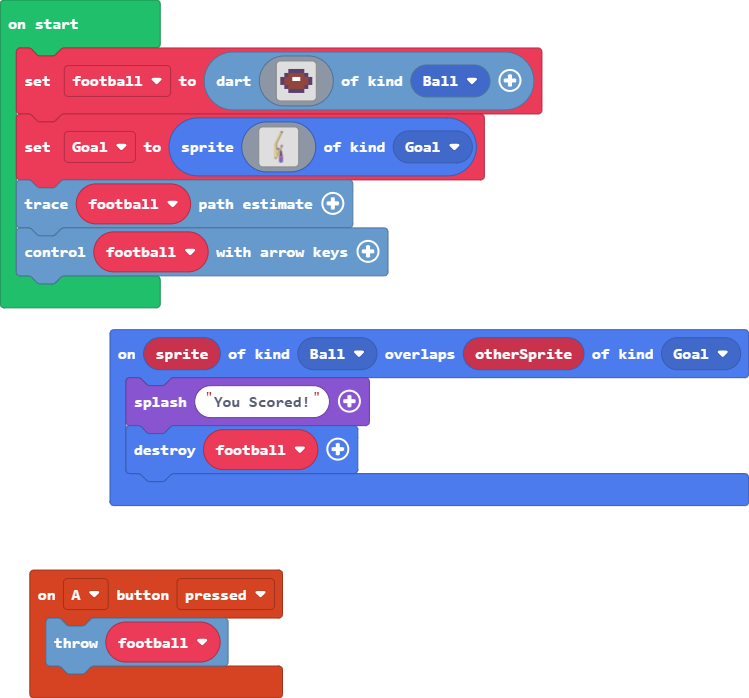 on start
set football to dart of kind Ball
set Goal to sprite of kind Goal
trace football path estimate
control football with arrow keys
on sprite of kind Ball overlaps otherSprite of kind Goal
splash "You Scored!"
destroy football
on A button pressed
throw football